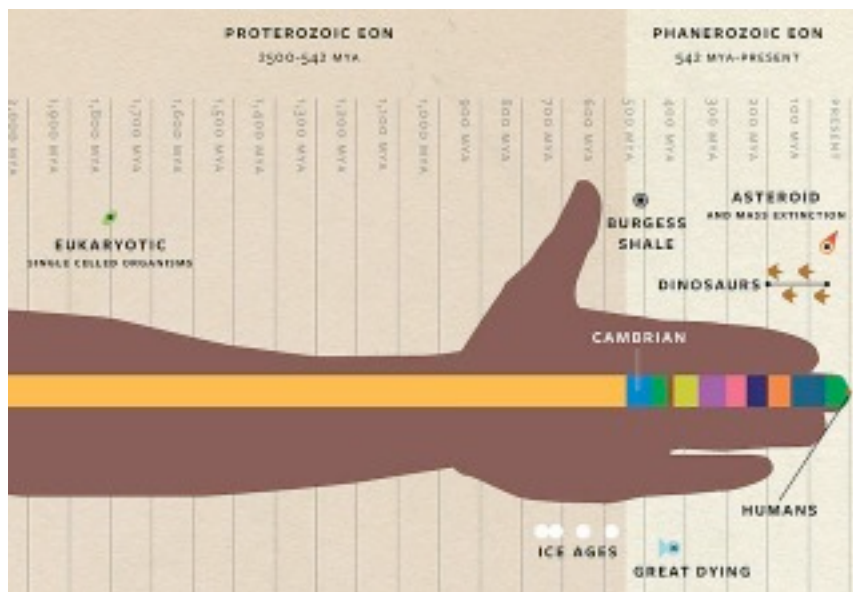 PROTEROZOIC EON
2500-542 MYA
PHANEROZOIC EON
542 MYA-PRESENT
2,000 MYA
1,900 MYA
1,800 MYA
1,700 MYA
1,600 MYA
1,500 MYA
1,400 MYA
1,300 MYA
1,200 MYA
1,100 MYA
1,000 MYA
900 MYA
800 MYA
700 MYA
600 MYA
500 MYA
400 MYA
300 MYA
200 MYA
100 MYA
PRESENT
EUKARYOTIC
SINGLE CELLED ORGANISMS
BURGESS
SHALE
ASTEROID
AND MASS EXTINCTION
DINOSAURS
CAMBRIAN
HUMANS
ICE AGES
GREAT DYING